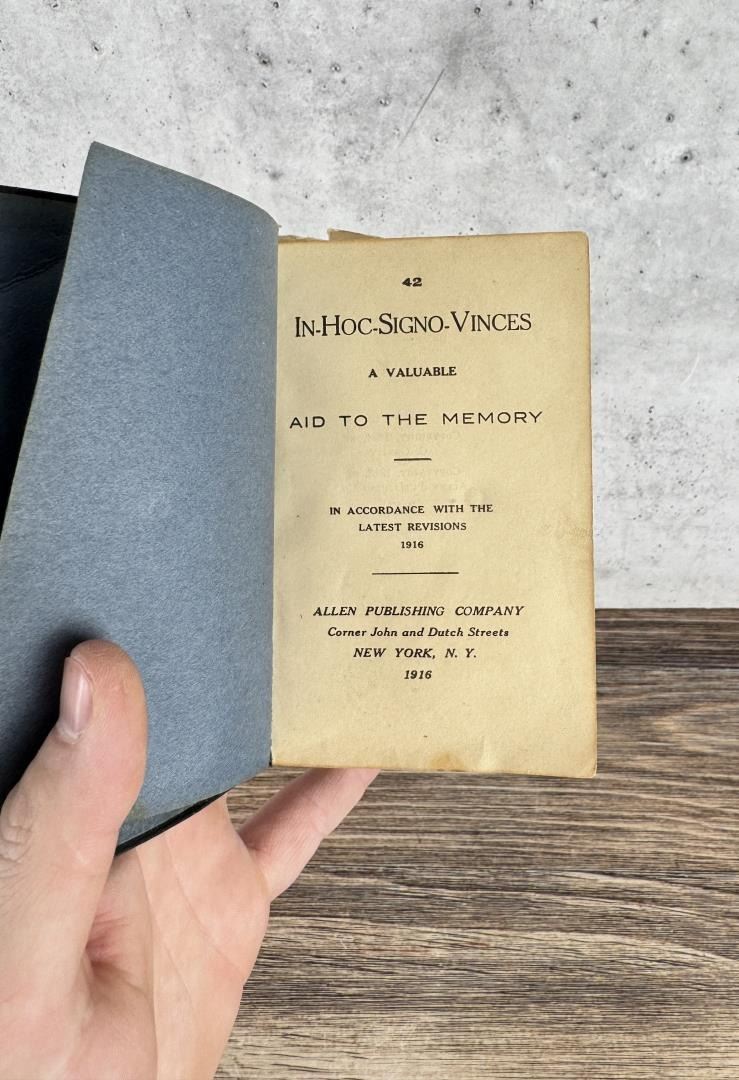 42
IN-HOC-SIGNO-VINCES
A VALUABLE
AID TO THE MEMORY
IN ACCORDANCE WITH THE
LATEST REVISIONS
1916
ALLEN PUBLISHING COMPANY
Corner John and Dutch Streets
NEW YORK, N. Y.
1916